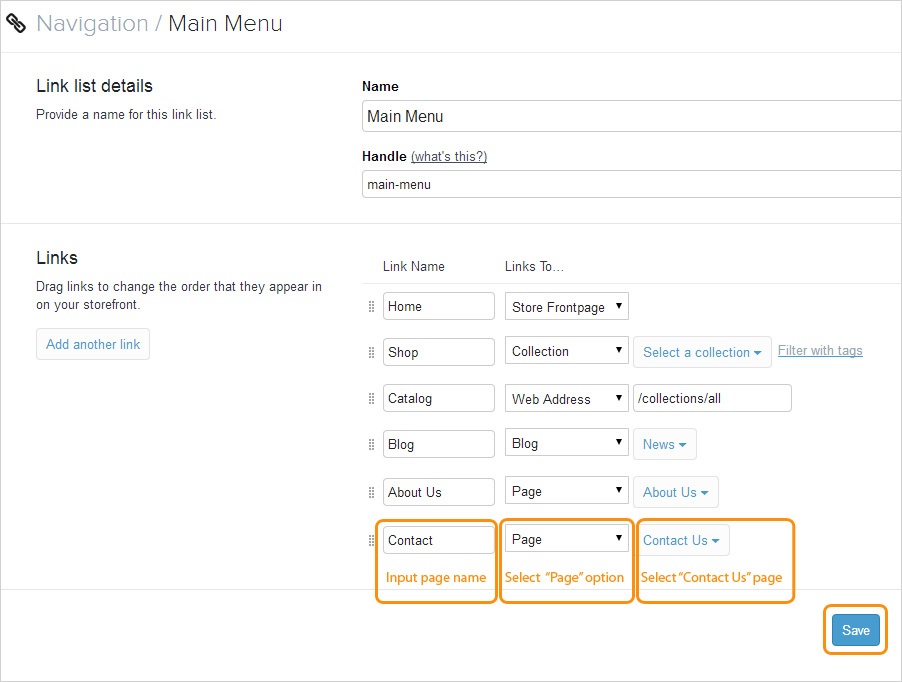 Navigation / Main Menu
Link list details
Provide a name for this link list.
Name
Main Menu
Handle (what's this?)
main-menu
Links
Drag links to change the order that they appear in
on your storefront.
Add another link
Link Name Links To...
Home Store Frontpage
Shop Collection Select a collection Filter with tags
Catalog Web Address /collections/all
Blog Blog News
About Us Page About Us
Contact Page Contact Us
Input page name Select "Page" option Select "Contact Us" page
Save